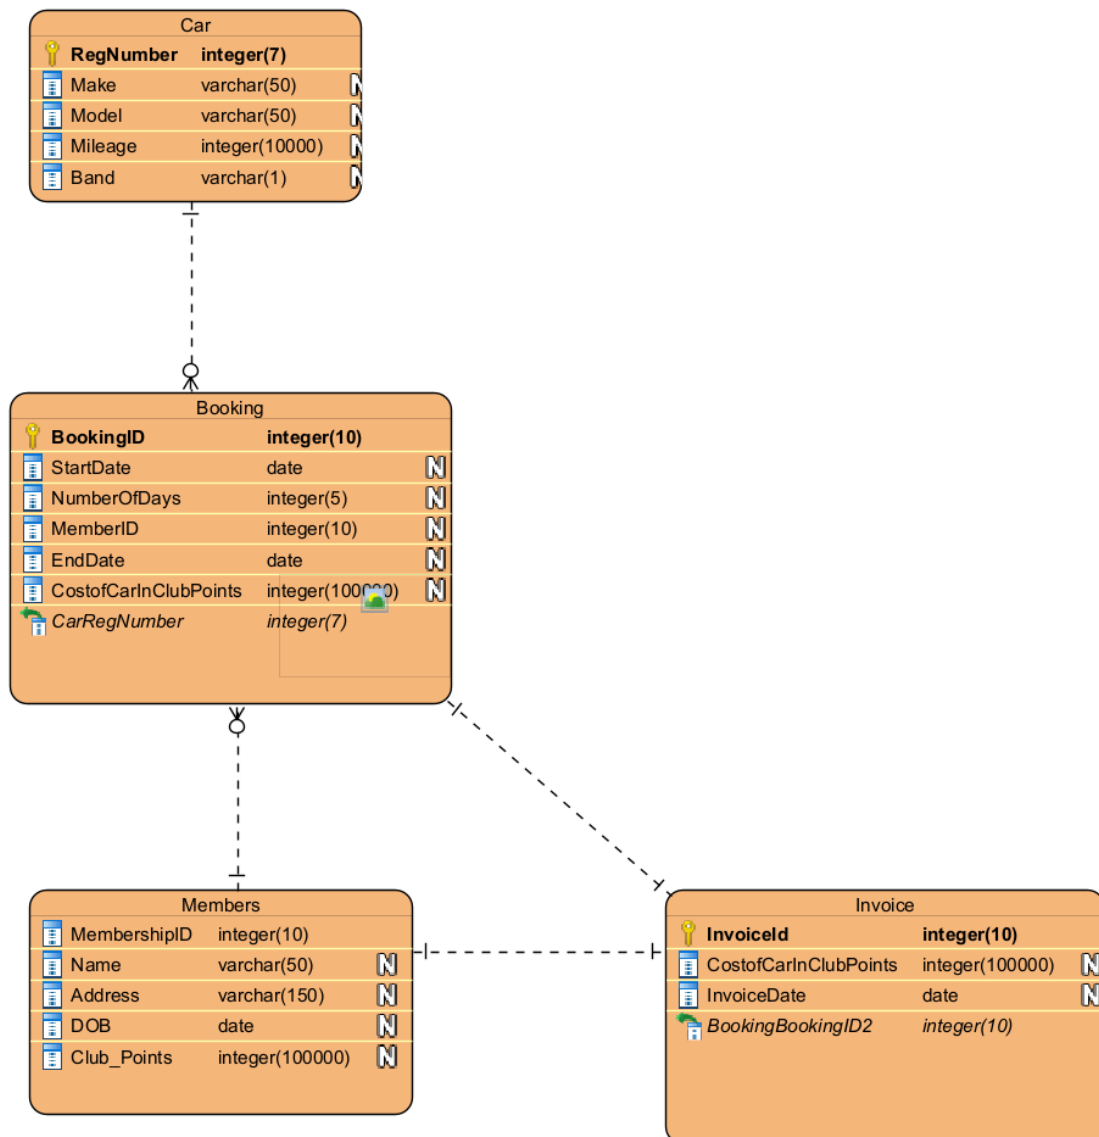 Car
RegNumber integer(7)
Make varchar(50) N
Model varchar(50) N
Mileage integer(10000) N
Band varchar(1) N
Booking
BookingID integer(10)
StartDate date N
NumberOfDays integer(5) N
MemberID integer(10) N
EndDate date N
CostofCarInClubPoints integer(100000) N
CarRegNumber integer(7)
Members
MembershipID integer(10)
Name varchar(50) N
Address varchar(150) N
DOB date N
Club_Points integer(100000) N
Invoice
InvoiceId integer(10)
CostofCarInClubPoints integer(100000) N
InvoiceDate date N
BookingBookingID2 integer(10)